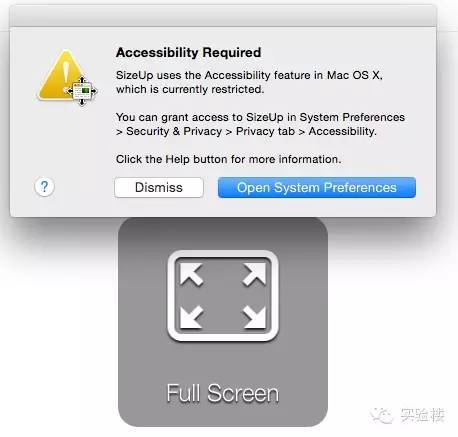 Accessibility Required
SizeUp uses the Accessibility feature in Mac OS X,
which is currently restricted.
You can grant access to SizeUp in System Preferences
> Security & Privacy > Privacy tab > Accessibility.
Click the Help button for more information.
?
Dismiss
Open System Preferences
Full Screen
实验楼